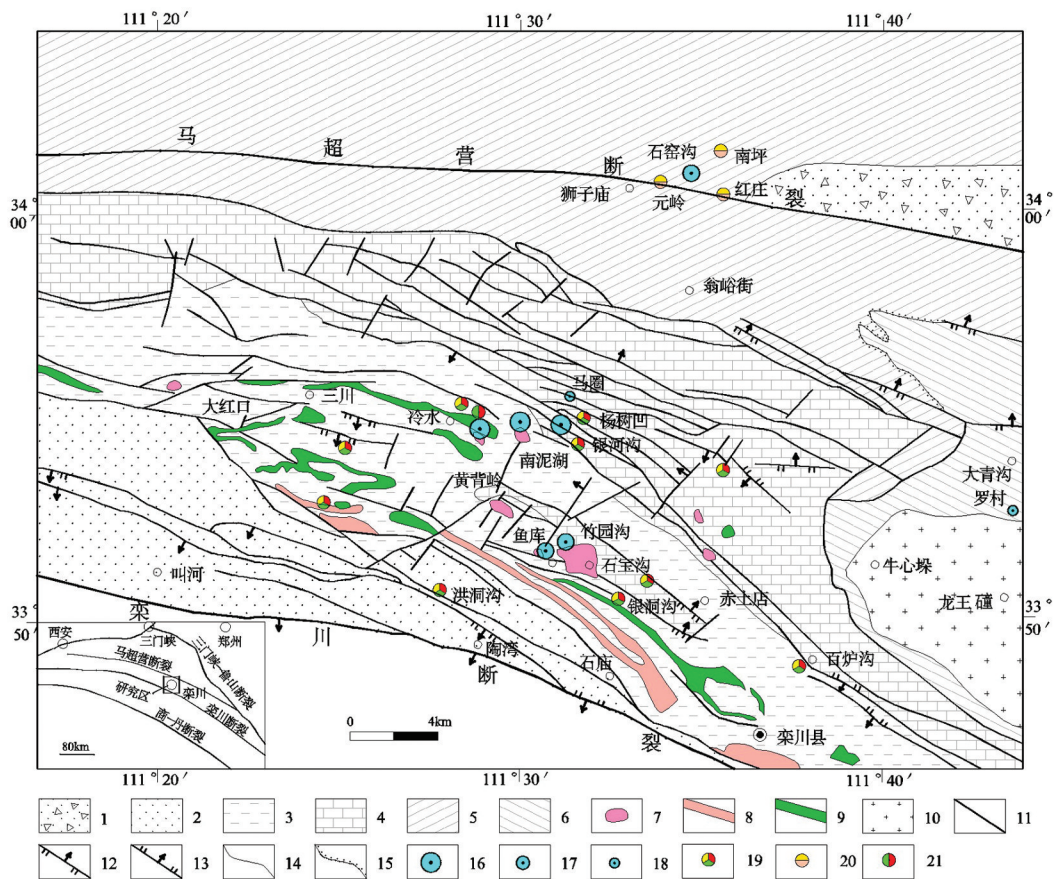 111°20′ 111°30′ 111°40′
马 超 营 断 裂
石窑沟 南坪
狮子庙 元岭 红庄
34° 00′
34° 00′
翁峪街
马圈
大红口 三川
冷水 杨树凹
银河沟
南泥湖
大青沟
黄背岭
罗村
鱼库 竹园沟
石宝沟 牛心垛
叫河 洪洞沟 银洞沟 赤土店 龙王䃥
33° 50′
33° 50′
栾 川 断 裂
陶湾 石庙 百炉沟
栾川县
西安 三门峡 郑州
马超营断裂
三门峡-鲁山断裂
研究区 栾川
栾川断裂
商-丹断裂
80km
0 4km
111°20′ 111°30′ 111°40′
1 2 3 4 5 6 7 8 9 10 11
12 13 14 15 16 17 18 19 20 21